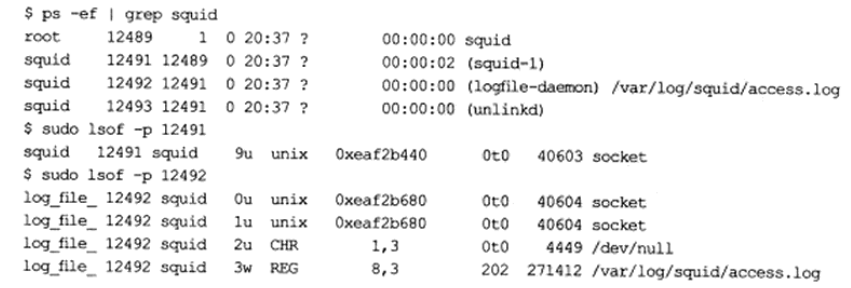 $ ps -ef | grep squid
root 12489 1 0 20:37 ? 00:00:00 squid
squid 12491 12489 0 20:37 ? 00:00:02 (squid-1)
squid 12492 12491 0 20:37 ? 00:00:00 (logfile-daemon) /var/log/squid/access.log
squid 12493 12491 0 20:37 ? 00:00:00 (unlinkd)
$ sudo lsof -p 12491
squid 12491 squid 9u unix 0xeaf2b440 0t0 40603 socket
$ sudo lsof -p 12492
log_file_ 12492 squid 0u unix 0xeaf2b680 0t0 40604 socket
log_file_ 12492 squid 1u unix 0xeaf2b680 0t0 40604 socket
log_file_ 12492 squid 2u CHR 1,3 0t0 4449 /dev/null
log_file_ 12492 squid 3w REG 8,3 202 271412 /var/log/squid/access.log